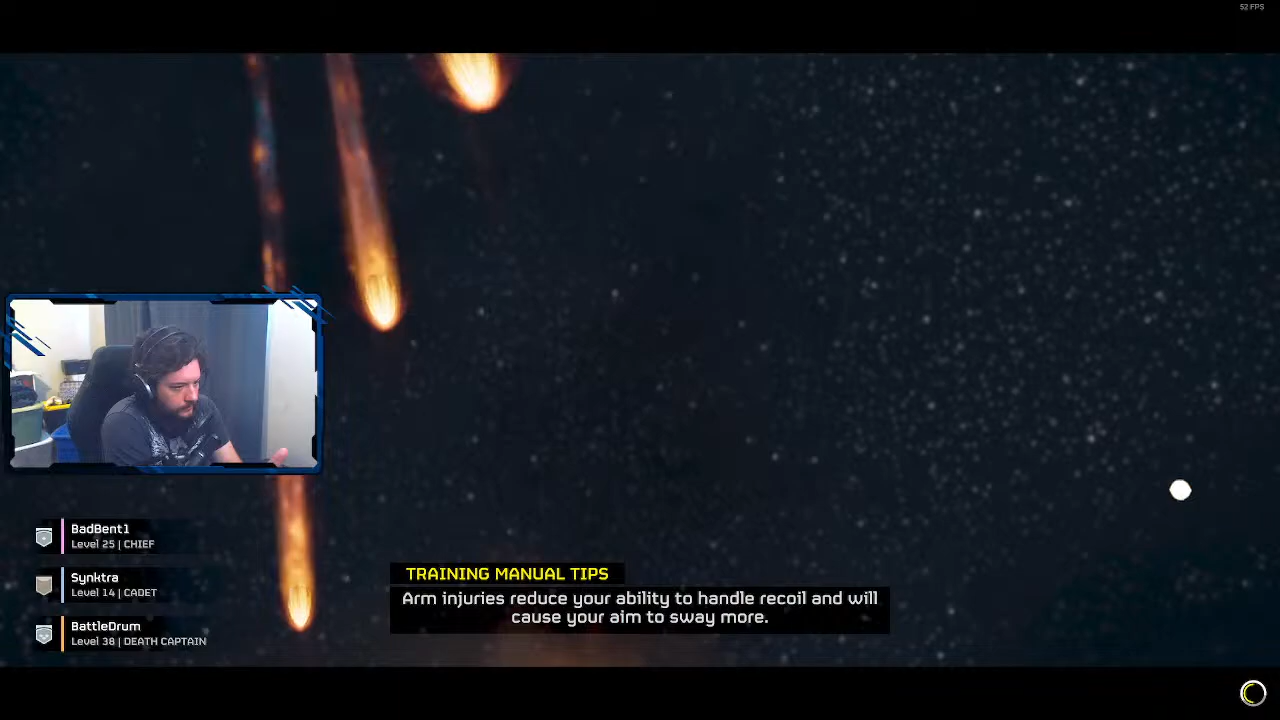 52 FPS
BadBent1
Level 25 | CHIEF
Synktra
Level 14 | CADET
BattleDrum
Level 38 | DEATH CAPTAIN
TRAINING MANUAL TIPS
Arm injuries reduce your ability to handle recoil and will
cause your aim to sway more.